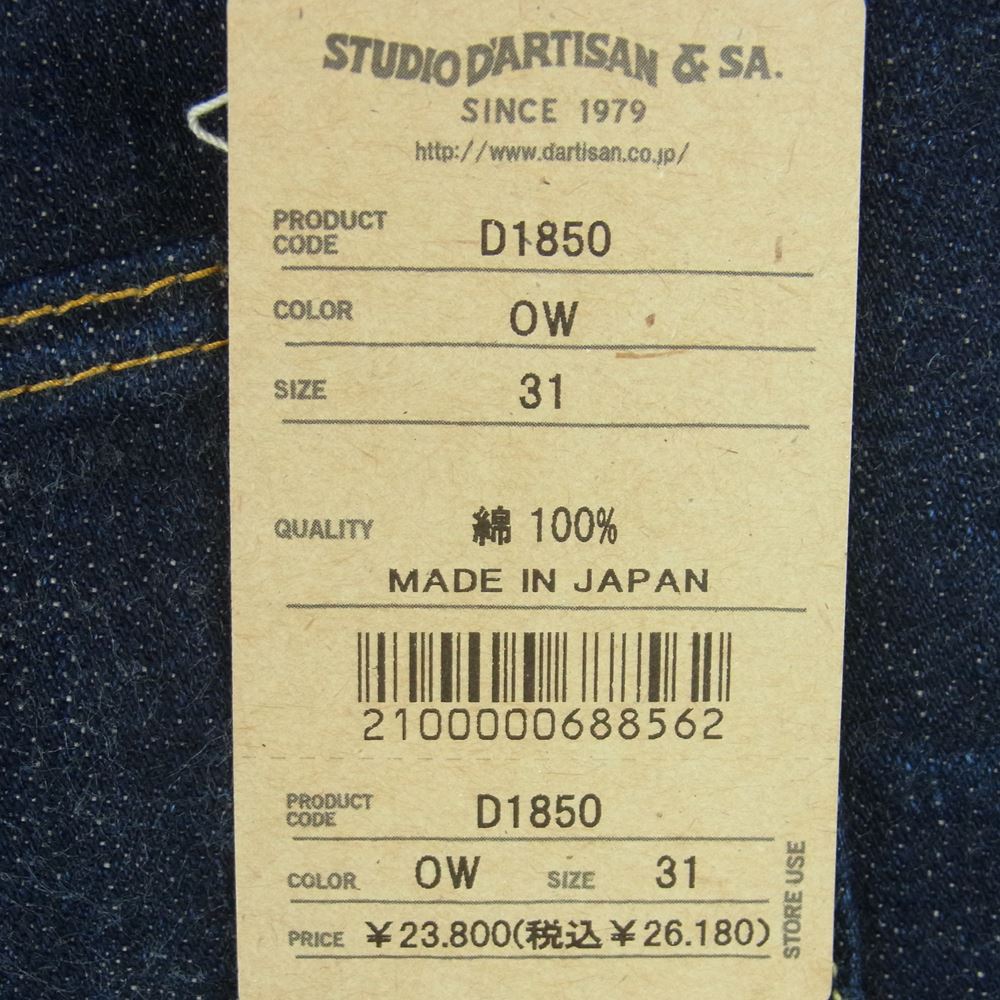 STUDIO D'ARTISAN & SA.
SINCE 1979
http://www.dartisan.co.jp/
PRODUCT CODE D1850
COLOR OW
SIZE 31
QUALITY 綿 100%
MADE IN JAPAN
2100000688562
PRODUCT CODE D1850
COLOR OW SIZE 31
PRICE ¥23.800(税込¥26.180)
STORE USE